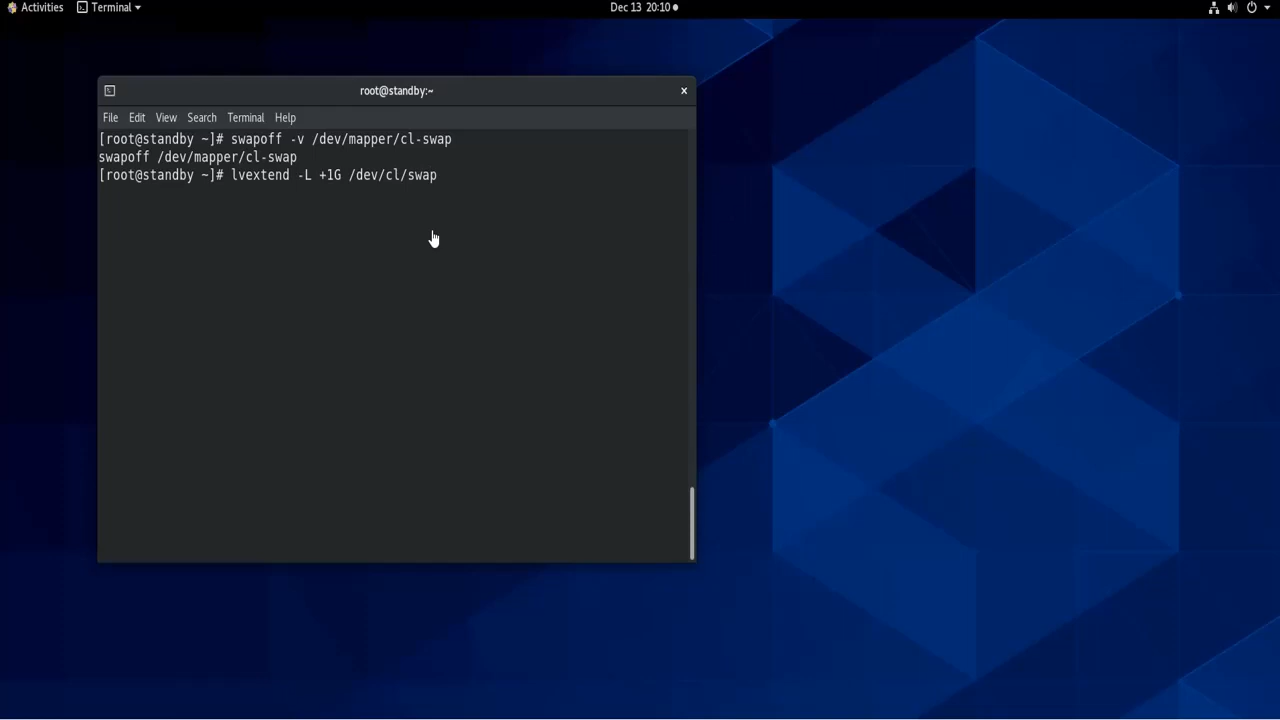 Activities Terminal Dec 13 20:10
root@standby:~ x
File Edit View Search Terminal Help
[root@standby ~]# swapoff -v /dev/mapper/cl-swap
swapoff /dev/mapper/cl-swap
[root@standby ~]# lvextend -L +1G /dev/cl/swap